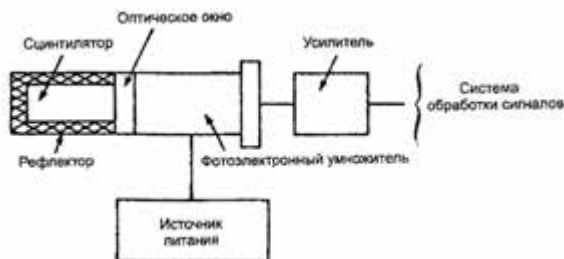 Оптическое окно
Сцинтилятор
Усилитель
Система
обработки сигналов
Рефлектор
Фотоэлектронный умножитель
Источник
питания